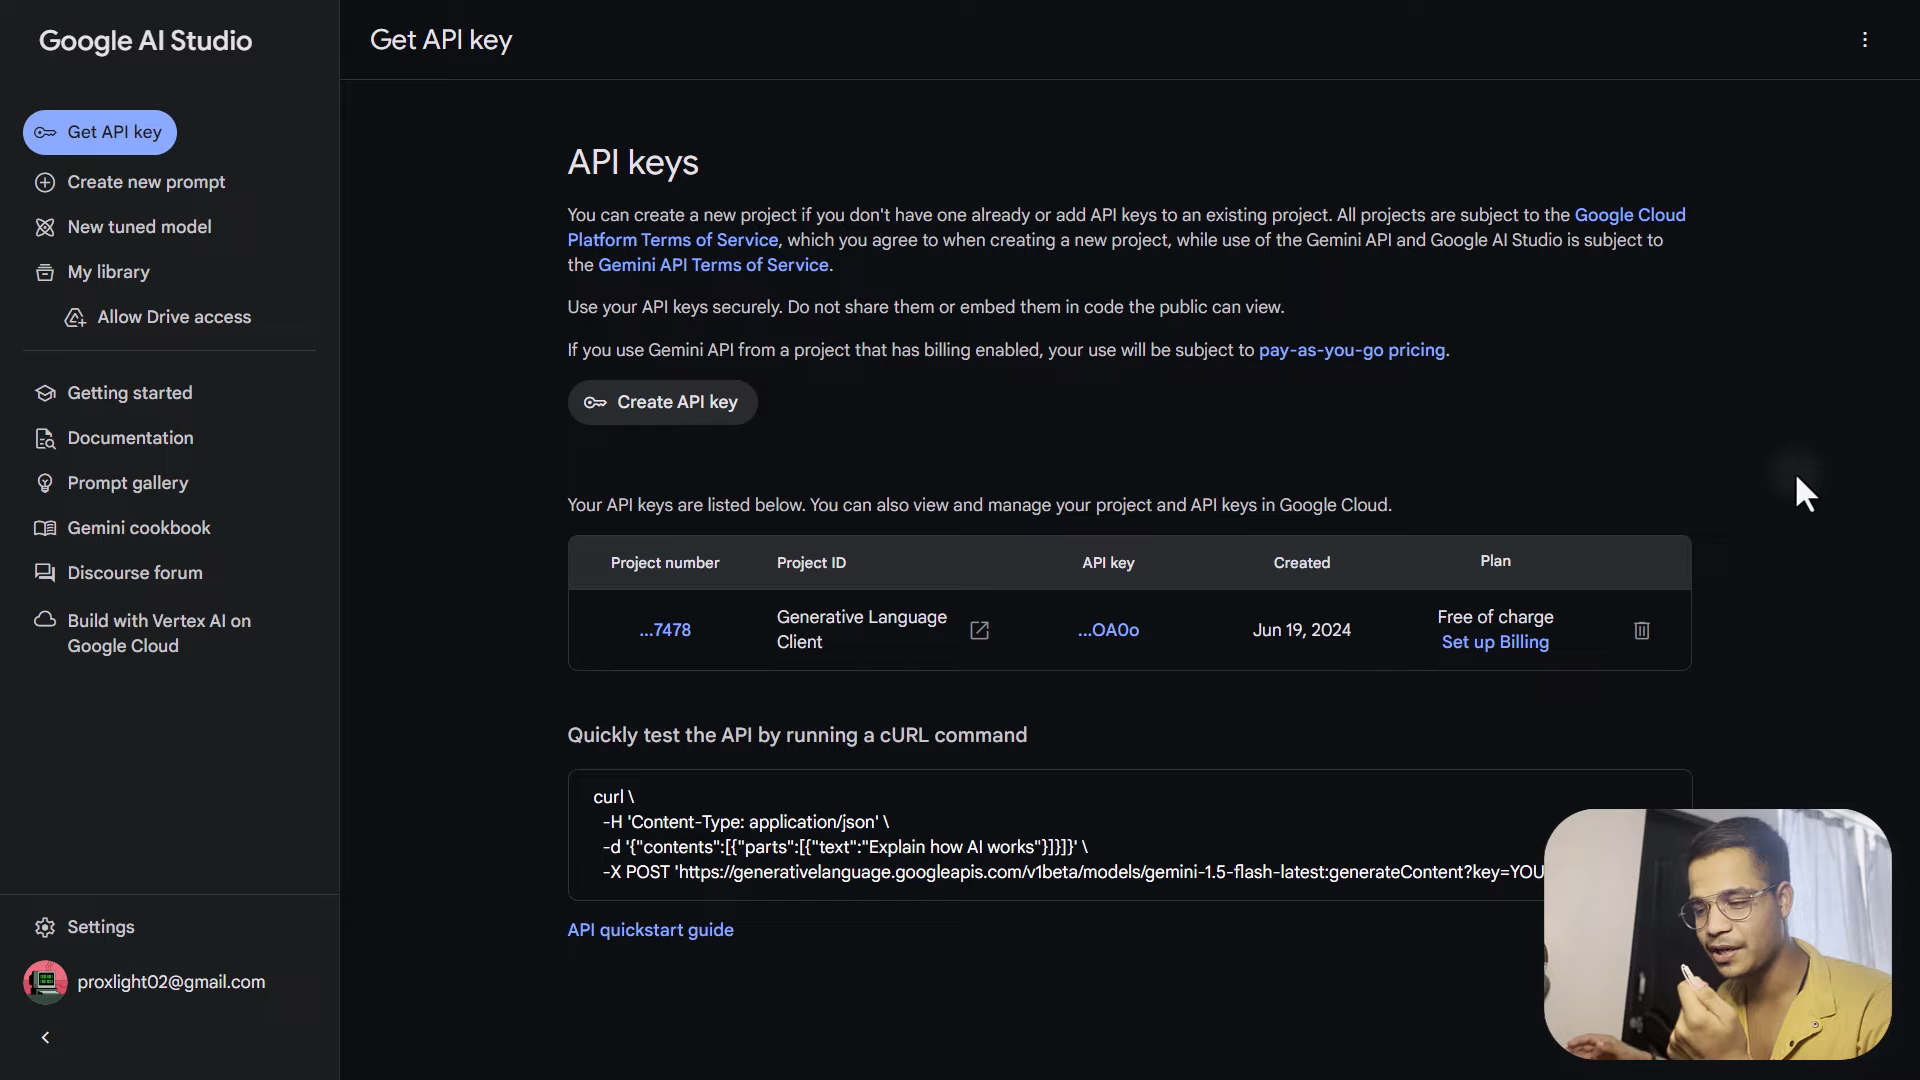 Google AI Studio
Get API key
Get API key
Create new prompt
New tuned model
My library
Allow Drive access
Getting started
Documentation
Prompt gallery
Gemini cookbook
Discourse forum
Build with Vertex AI on
Google Cloud
Settings
proxlight02@gmail.com
API keys
You can create a new project if you don't have one already or add API keys to an existing project. All projects are subject to the Google Cloud
Platform Terms of Service, which you agree to when creating a new project, while use of the Gemini API and Google AI Studio is subject to
the Gemini API Terms of Service.
Use your API keys securely. Do not share them or embed them in code the public can view.
If you use Gemini API from a project that has billing enabled, your use will be subject to pay-as-you-go pricing.
Create API key
Your API keys are listed below. You can also view and manage your project and API keys in Google Cloud.
Project number Project ID API key Created Plan
...7478 Generative Language Client ...OA0o Jun 19, 2024 Free of charge
Set up Billing
Quickly test the API by running a cURL command
curl \
-H 'Content-Type: application/json' \
-d '{"contents":[{"parts":[{"text":"Explain how AI works"}]}]}' \
-X POST 'https://generativelanguage.googleapis.com/v1beta/models/gemini-1.5-flash-latest:generateContent?key=YOU
API quickstart guide